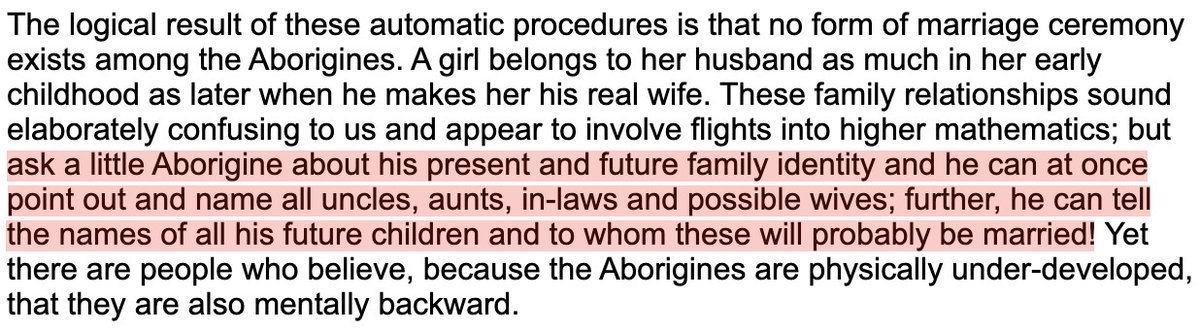 The logical result of these automatic procedures is that no form of marriage ceremony
exists among the Aborigines. A girl belongs to her husband as much in her early
childhood as later when he makes her his real wife. These family relationships sound
elaborately confusing to us and appear to involve flights into higher mathematics; but
ask a little Aborigine about his present and future family identity and he can at once
point out and name all uncles, aunts, in-laws and possible wives; further, he can tell
the names of all his future children and to whom these will probably be married! Yet
there are people who believe, because the Aborigines are physically under-developed,
that they are also mentally backward.